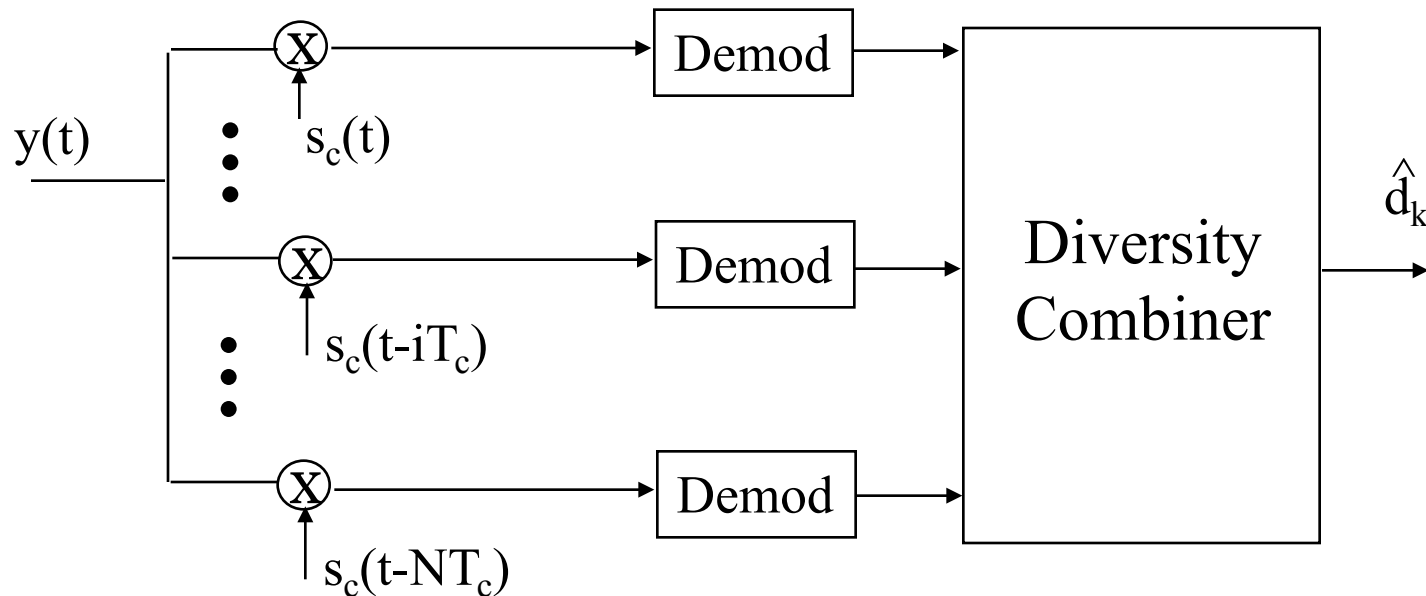 X
Demod
y(t)
s_c(t)
X
Demod
s_c(t-iT_c)
Diversity
Combiner
d̂_k
X
Demod
s_c(t-NT_c)